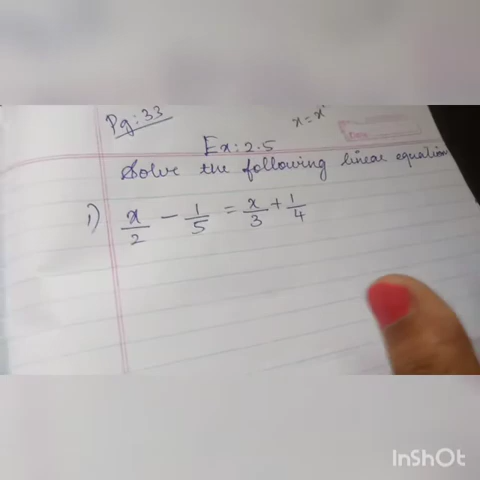 Pg:33
x=x
Ex:2.5
Solve the following linear equation
1) x/2 - 1/5 = x/3 + 1/4
InShOt